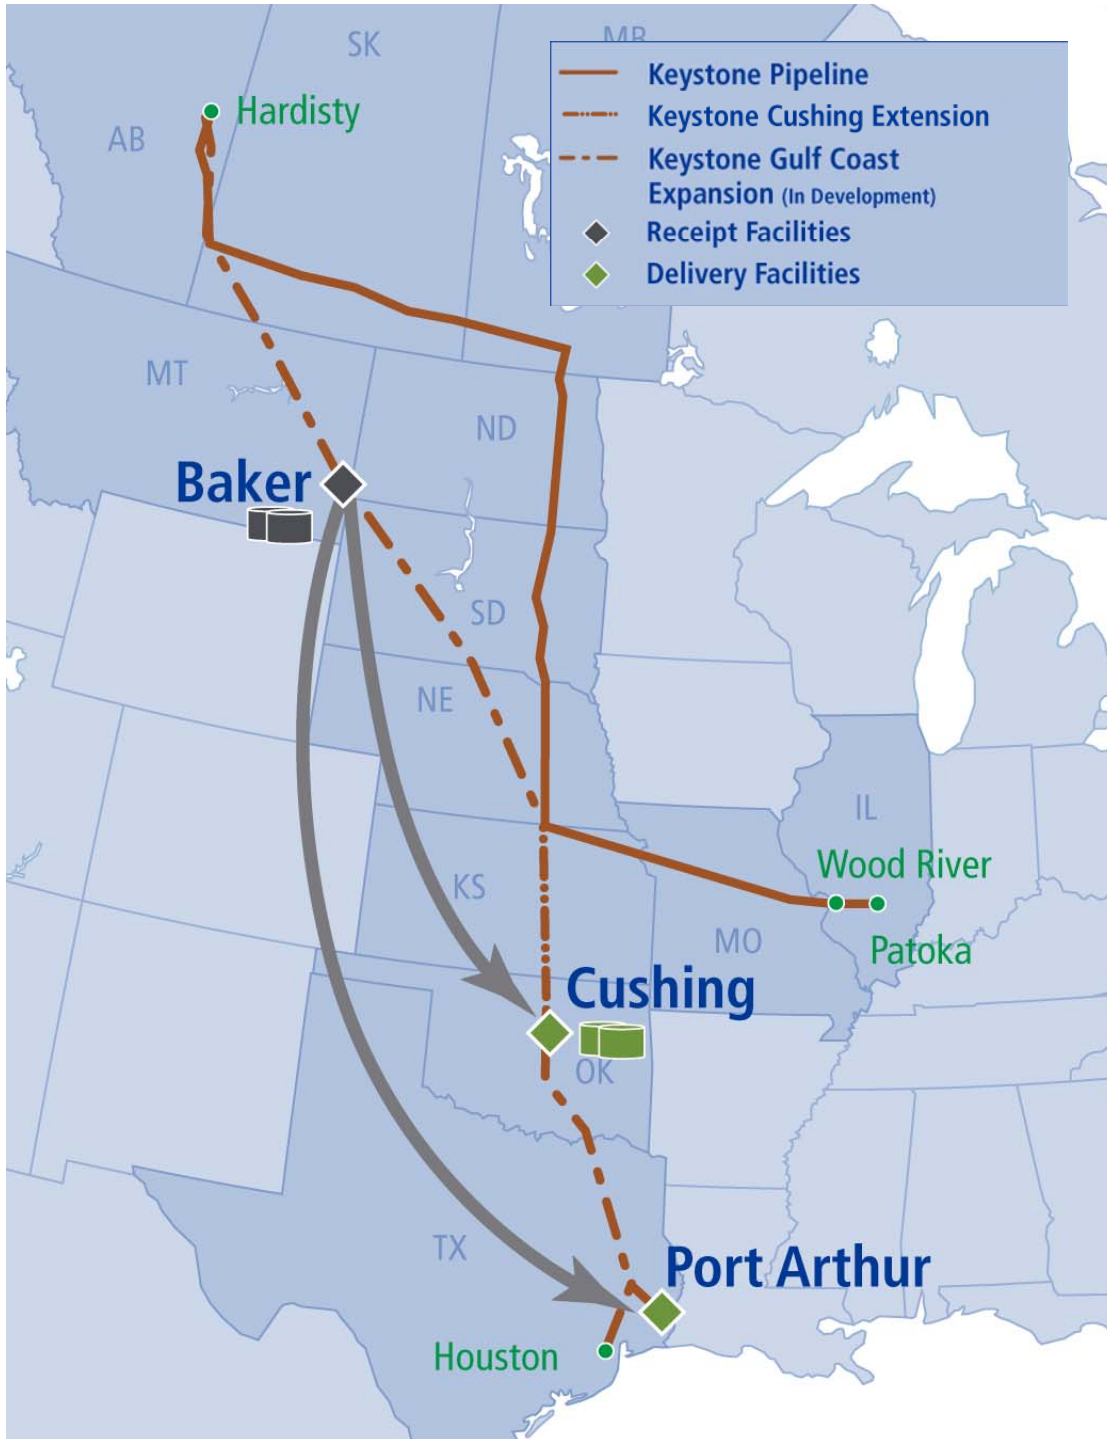 SK
MB
Keystone Pipeline
Keystone Cushing Extension
Keystone Gulf Coast
Expansion (In Development)
Receipt Facilities
Delivery Facilities
Hardisty
AB
MT
ND
Baker
SD
NE
IL
Wood River
KS
MO
Patoka
Cushing
OK
TX
Port Arthur
Houston